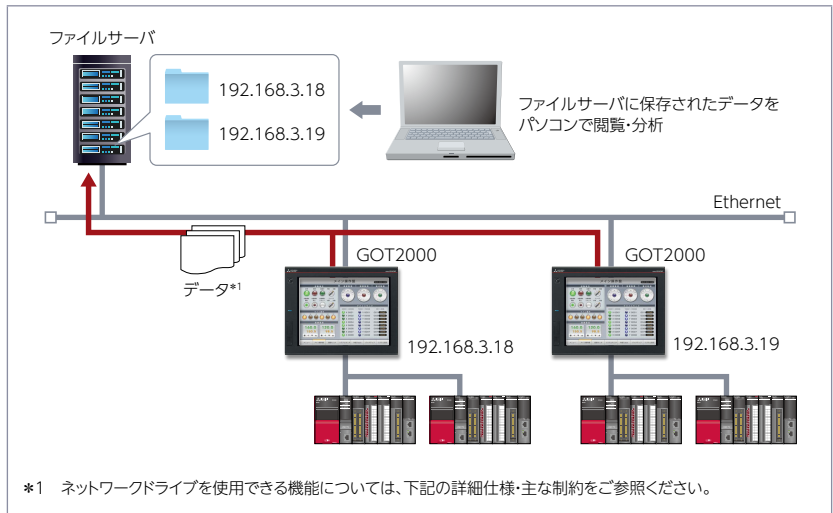 ファイルサーバ
192.168.3.18
192.168.3.19
ファイルサーバに保存されたデータを
パソコンで閲覧・分析
Ethernet
データ*1
GOT2000
GOT2000
192.168.3.18
192.168.3.19
*1 ネットワークドライブを使用できる機能については、下記の詳細仕様・主な制約をご参照ください。